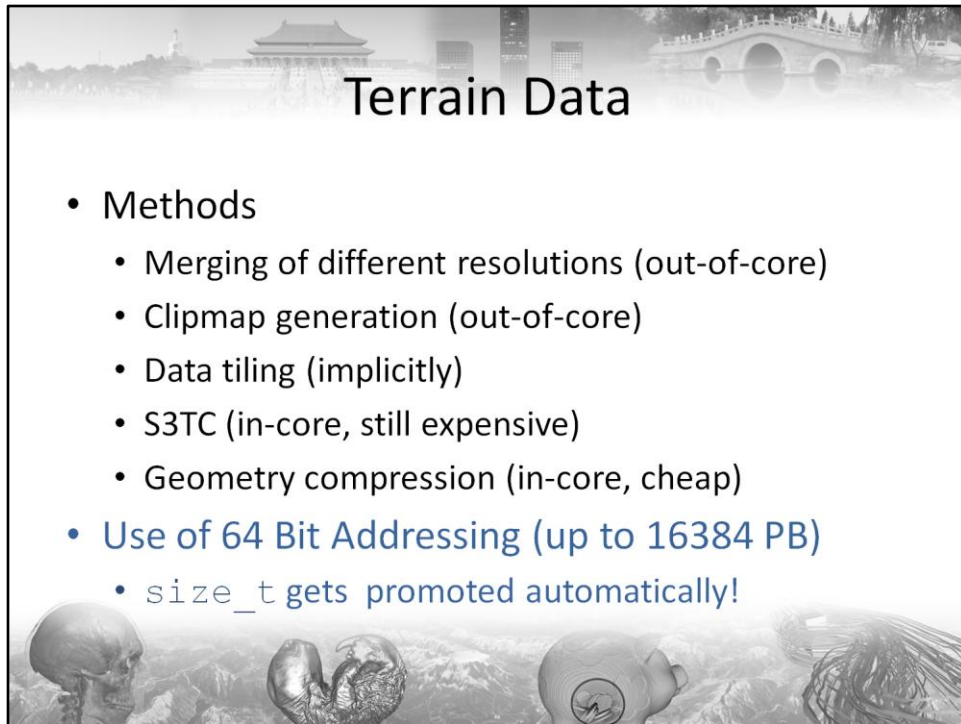 Terrain Data
• Methods
• Merging of different resolutions (out-of-core)
• Clipmap generation (out-of-core)
• Data tiling (implicitly)
• S3TC (in-core, still expensive)
• Geometry compression (in-core, cheap)
• Use of 64 Bit Addressing (up to 16384 PB)
• size_t gets  promoted automatically!